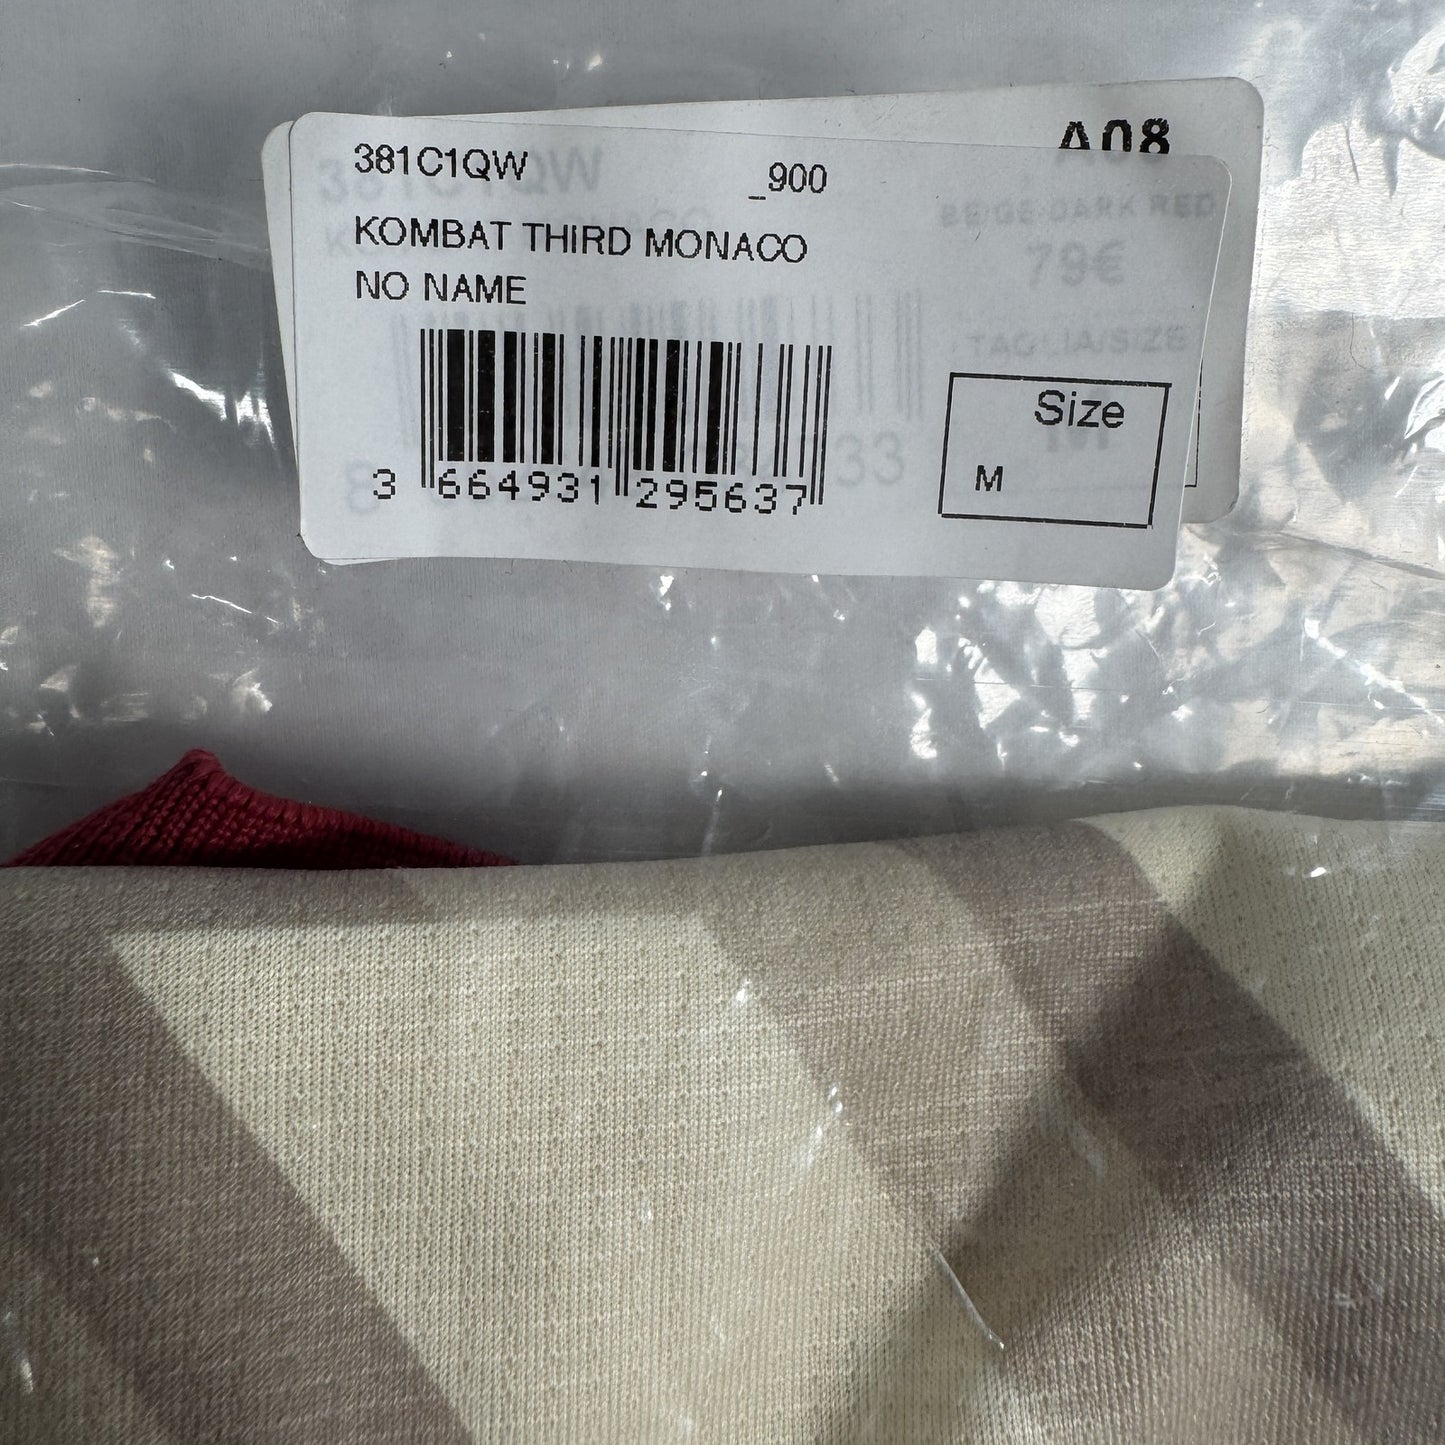 381C1QW _900
KOMBAT THIRD MONACO
NO NAME
3 664931 295637
Size
M
A08
BEIGE DARK RED
79€
TAGLIA/SIZE